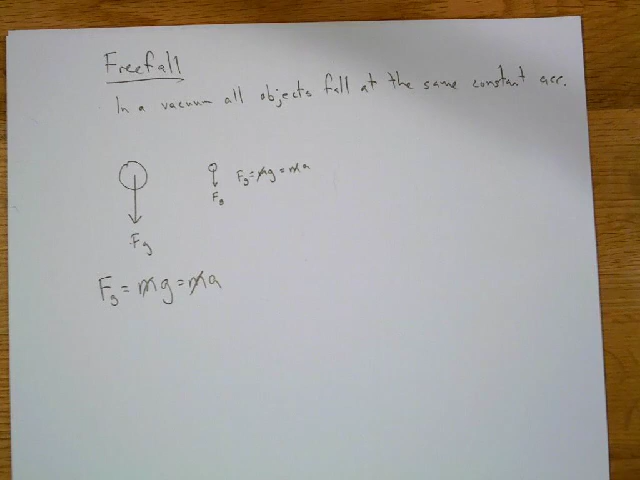 Freefall
In a vacuum all objects fall at the same constant acc.
Fg = mg = ma
Fg
Fg
Fg = mg = ma